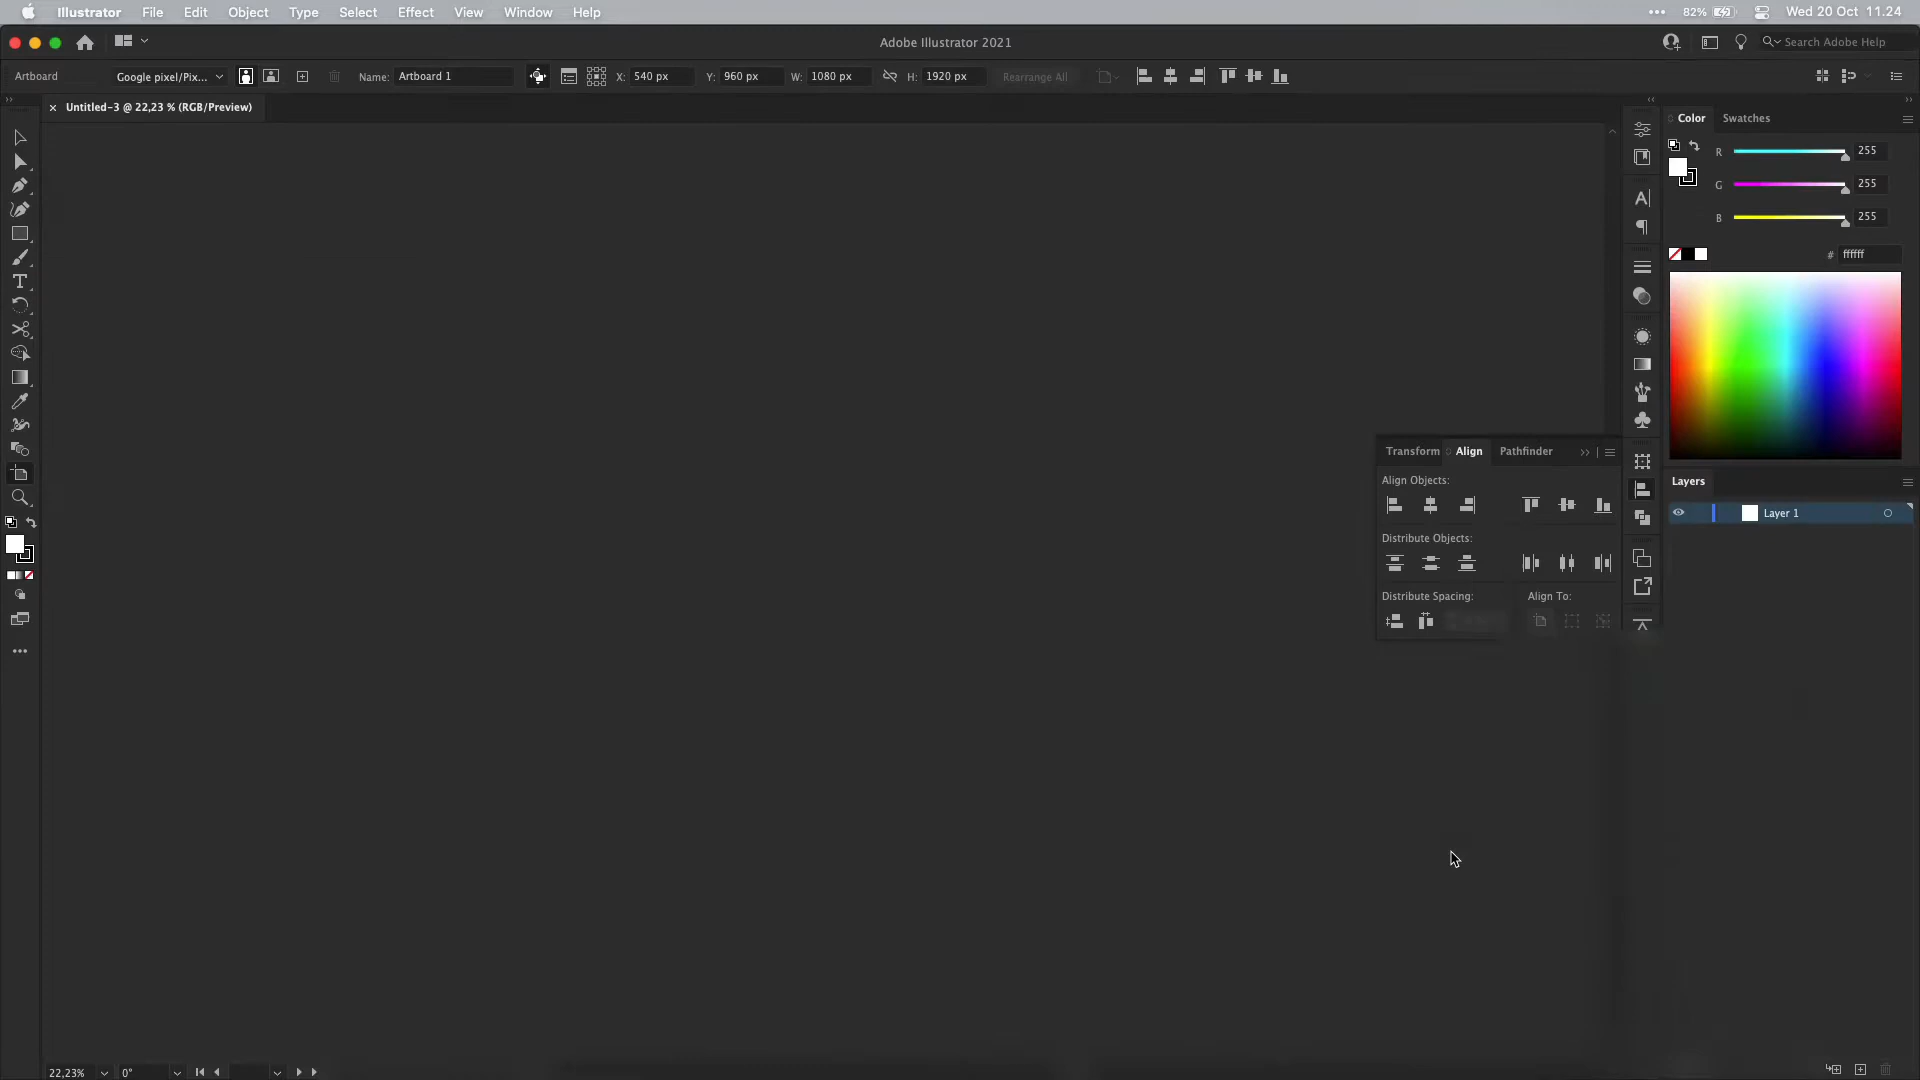 Illustrator File Edit Object Type Select Effect View Window Help
82% Wed 20 Oct 11.24
Adobe Illustrator 2021
Search Adobe Help
Artboard Google pixel/Pix... Name: Artboard 1 X: 540 px Y: 960 px W: 1080 px H: 1920 px Rearrange All
× Untitled-3 @ 22,23 % (RGB/Preview)
Color Swatches
R 255
G 255
B 255
# ffffff
Transform Align Pathfinder
Align Objects:
Distribute Objects:
Distribute Spacing: Align To:
Layers
Layer 1
22,23% 0°